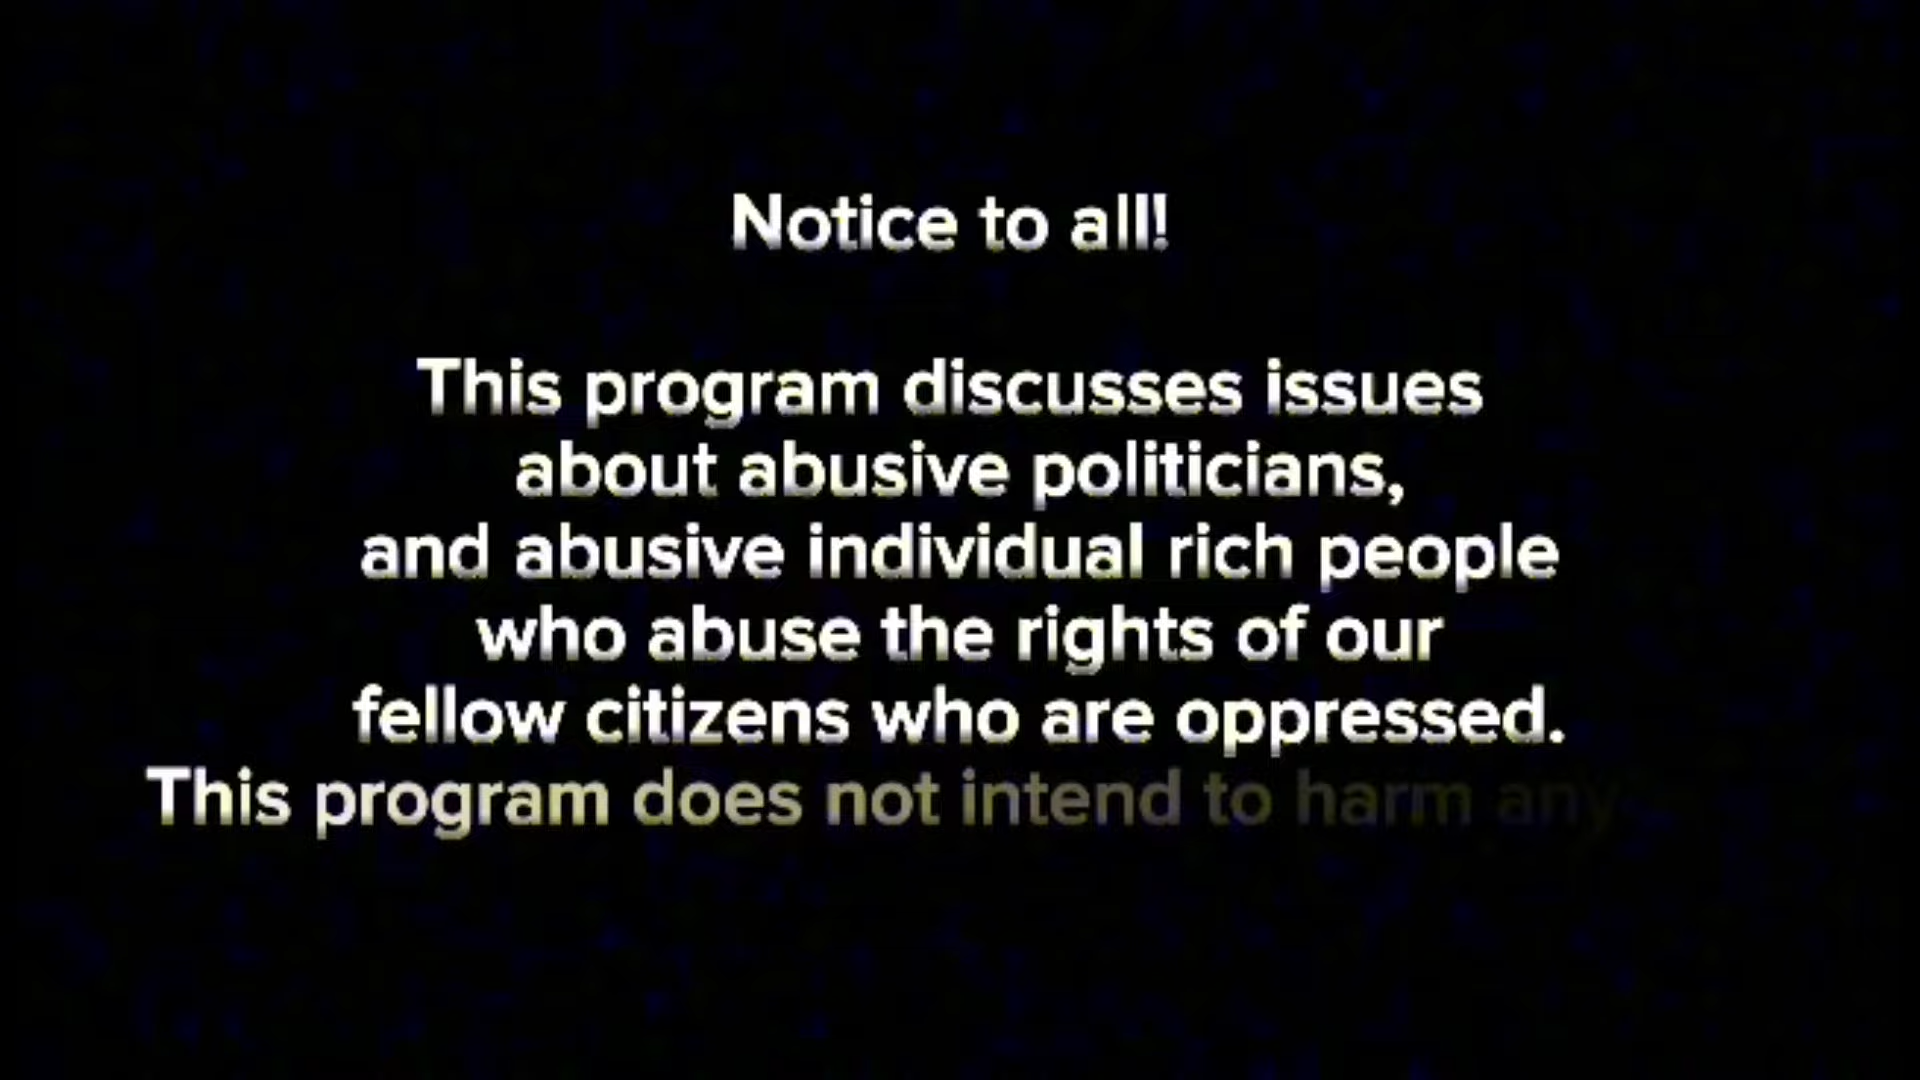 Notice to all!
This program discusses issues
about abusive politicians,
and abusive individual rich people
who abuse the rights of our
fellow citizens who are oppressed.
This program does not intend to harm any